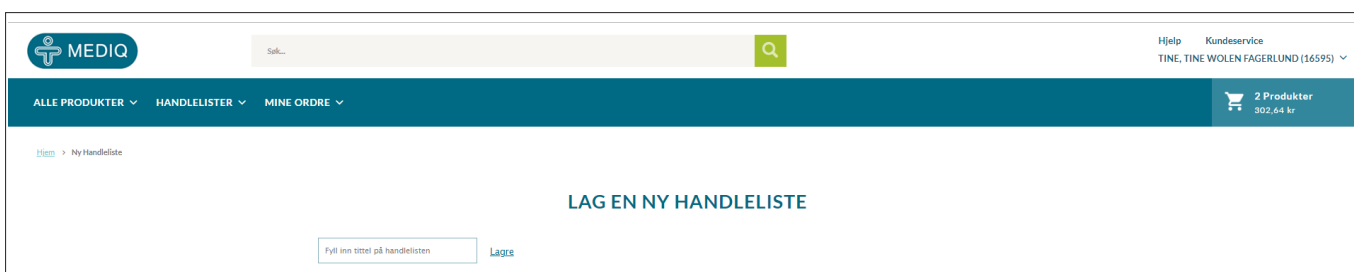 MEDIQ
Søk...
Hjelp Kundeservice
TINE, TINE WOLEN FAGERLUND (16595)
ALLE PRODUKTER HANDLELISTER MINE ORDRE
2 Produkter
302,64 kr
Hjem > Ny Handleliste
LAG EN NY HANDLELISTE
Fyll inn tittel på handlelisten Lagre